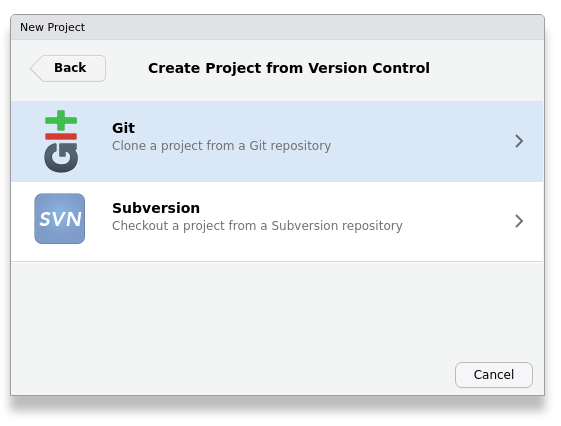 New Project
Back
Create Project from Version Control
Git
Clone a project from a Git repository
SVN
Subversion
Checkout a project from a Subversion repository
Cancel